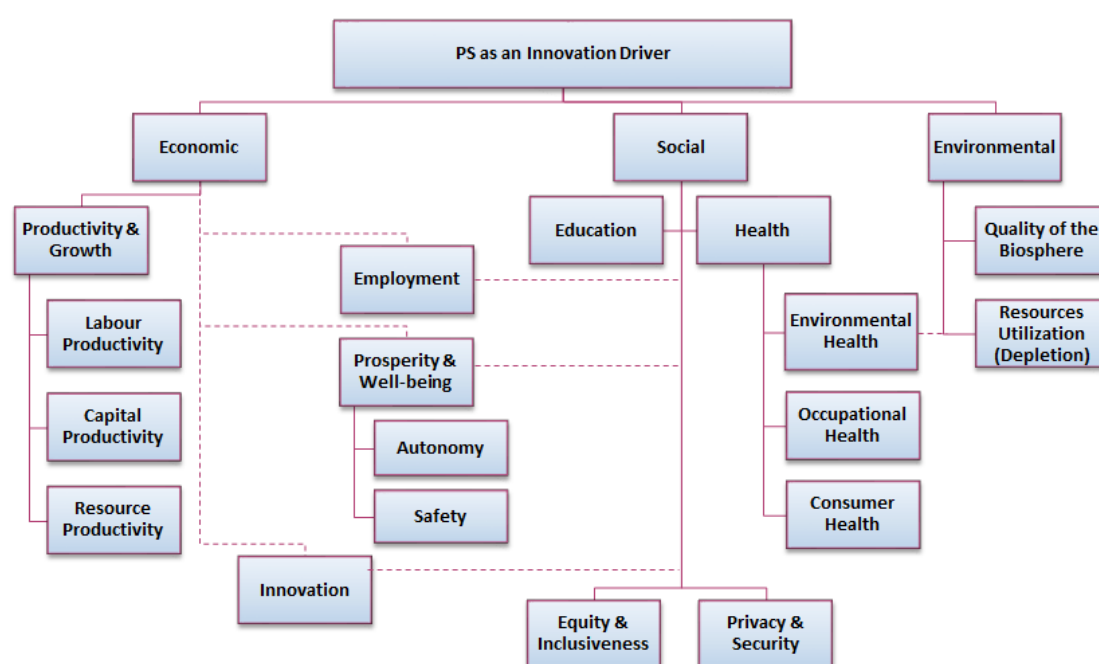 PS as an Innovation Driver
Economic
Social
Environmental
Productivity &
Growth
Labour
Productivity
Capital
Productivity
Resource
Productivity
Employment
Prosperity &
Well-being
Autonomy
Safety
Innovation
Education
Health
Environmental
Health
Occupational
Health
Consumer
Health
Equity &
Inclusiveness
Privacy &
Security
Quality of the
Biosphere
Resources
Utilization
(Depletion)